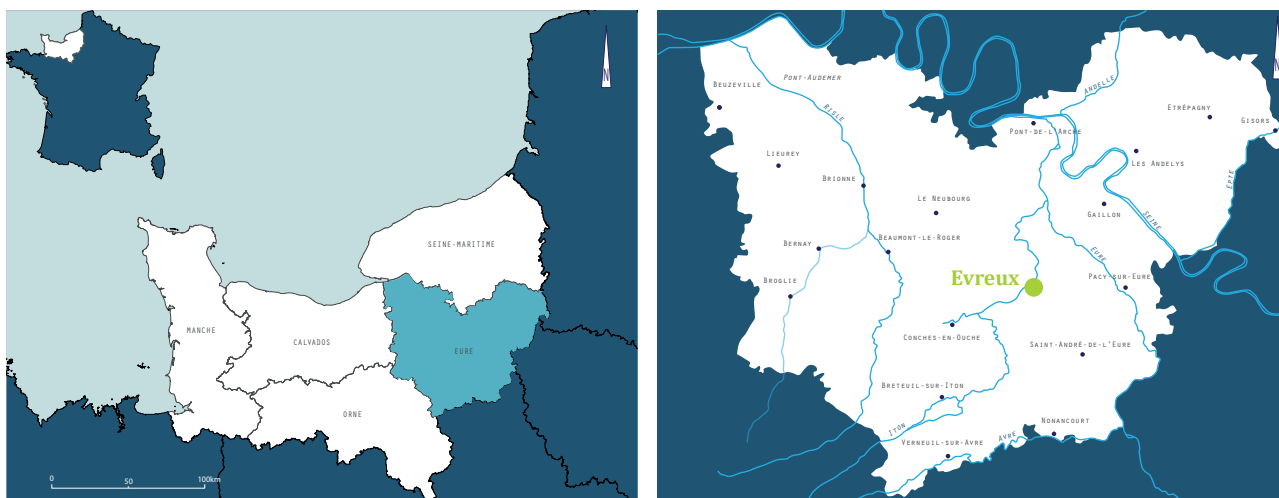 N
SEINE-MARITIME
MANCHE
CALVADOS
EURE
ORNE
0 50 100km
N
BEUZEVILLE
PONT-AUDEMER
RISLE
ANDELLE
ETRÉPAGNY
GISORS
PONT-DE-L'ARCHE
LIEUREY
LES ANDELYS
BRIONNE
EPTE
LE NEUBOURG
GAILLON
SEINE
BERNAY
BEAUMONT-LE-ROGER
EURE
BROGLIE
Evreux
PACY-SUR-EURE
CONCHES-EN-OUCHE
SAINT-ANDRÉ-DE-L'EURE
BRETEUIL-SUR-ITON
NONANCOURT
ITON
AVRE
VERNEUIL-SUR-AVRE